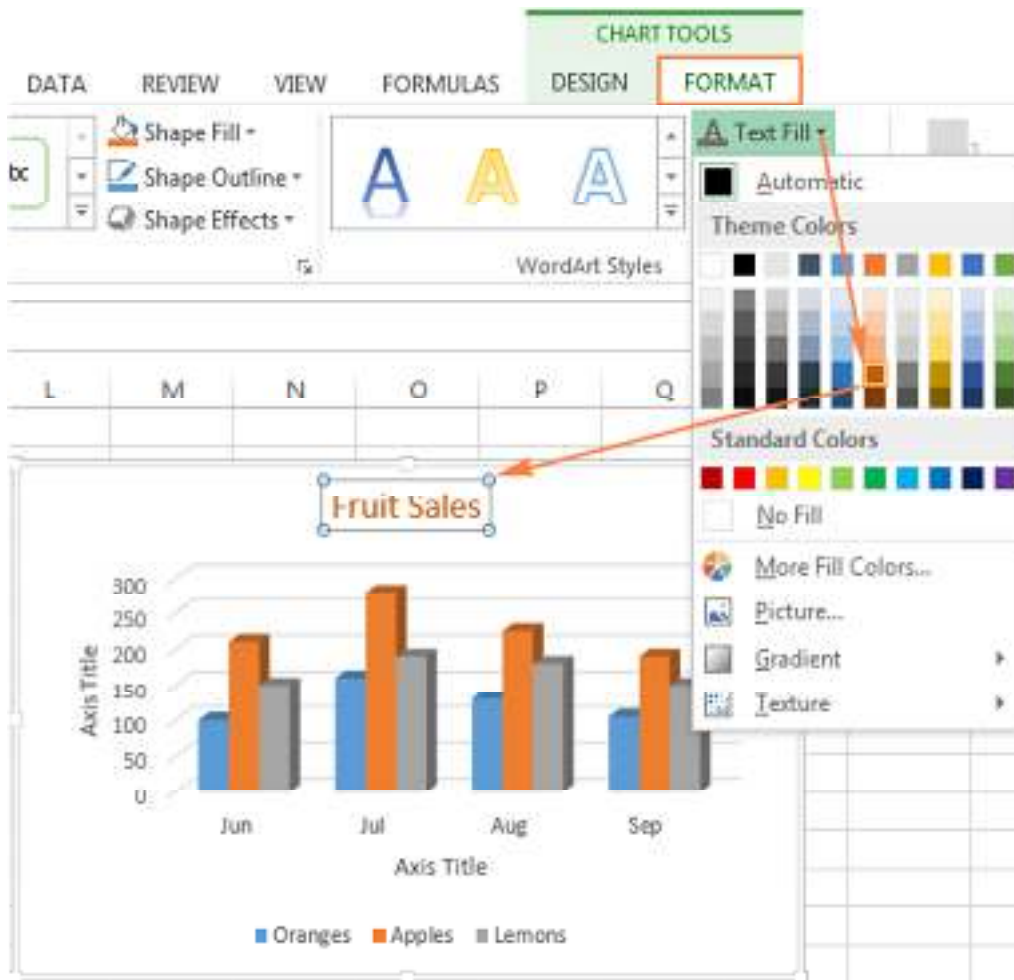 CHART TOOLS
DATA REVIEW VIEW FORMULAS DESIGN FORMAT
bc Shape Fill A A A A Text Fill
Shape Outline
Shape Effects
WordArt Styles
Automatic
Theme Colors
L M N O P Q
Standard Colors
No Fill
More Fill Colors...
Picture...
Gradient
Texture
Fruit Sales
300
250
200
150
100
50
0
Axis Title
Jun Jul Aug Sep
Axis Title
Oranges Apples Lemons